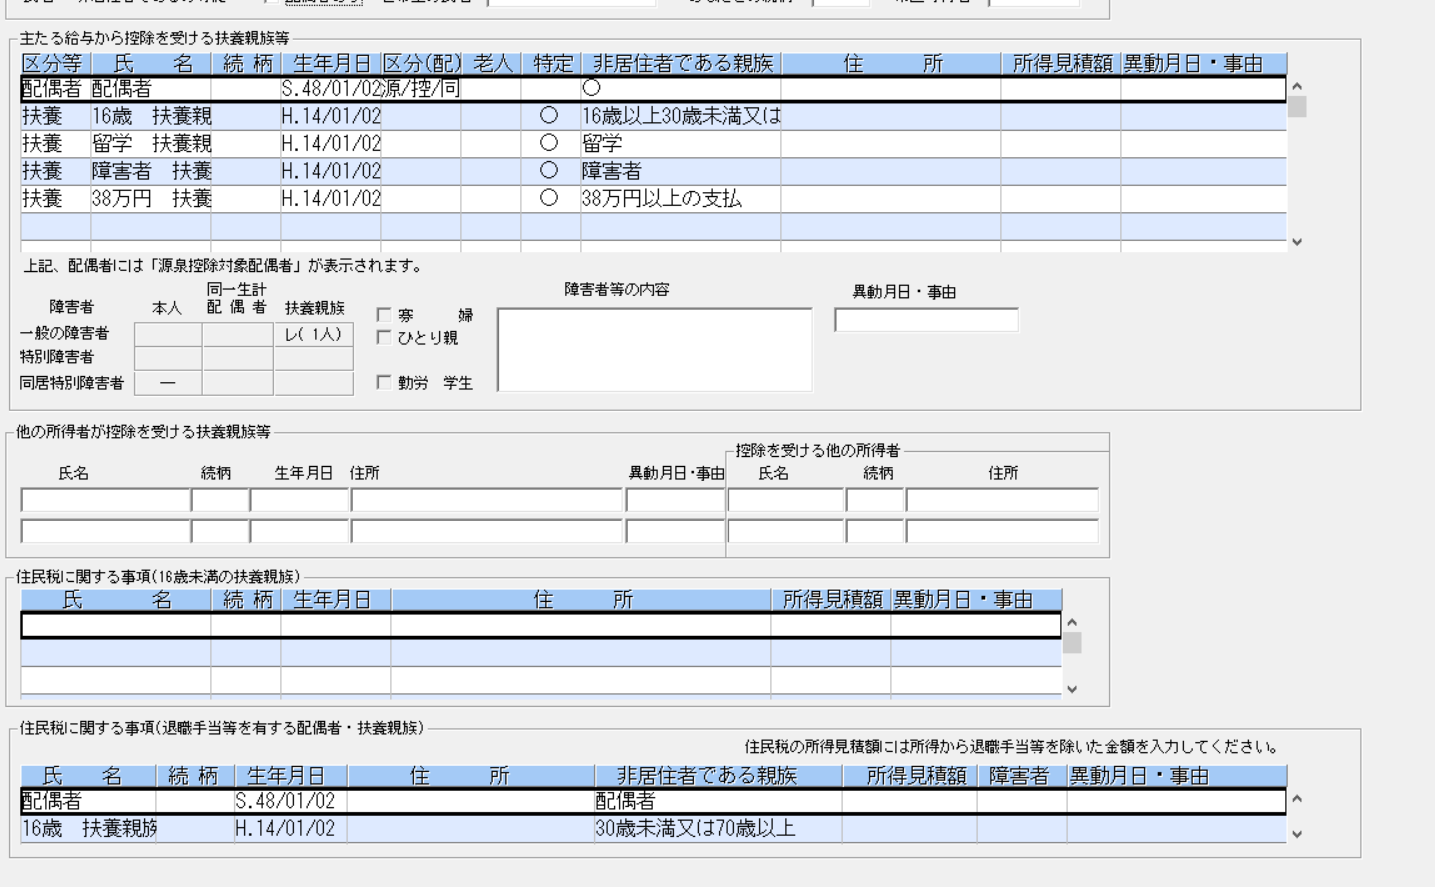 主たる給与から控除を受ける扶養親族等
区分等 氏 名 続 柄 生年月日 区分(配) 老人 特定 非居住者である親族 住 所 所得見積額 異動月日・事由
配偶者 配偶者 S.48/01/02 源/控/同 ○
扶養 16歳 扶養親 H.14/01/02 ○ 16歳以上30歳未満又は
扶養 留学 扶養親 H.14/01/02 ○ 留学
扶養 障害者 扶養 H.14/01/02 ○ 障害者
扶養 38万円 扶養 H.14/01/02 ○ 38万円以上の支払
上記、配偶者には「源泉控除対象配偶者」が表示されます。
障害者 本人 同一生計配偶者 扶養親族 障害者等の内容 異動月日・事由
一般の障害者 レ( 1人)
特別障害者
同居特別障害者 ―
寡 婦
ひとり親
勤労 学生
他の所得者が控除を受ける扶養親族等
控除を受ける他の所得者
氏名 続柄 生年月日 住所 異動月日・事由 氏名 続柄 住所
住民税に関する事項(16歳未満の扶養親族)
氏 名 続 柄 生年月日 住 所 所得見積額 異動月日・事由
住民税に関する事項(退職手当等を有する配偶者・扶養親族)
住民税の所得見積額には所得から退職手当等を除いた金額を入力してください。
氏 名 続 柄 生年月日 住 所 非居住者である親族 所得見積額 障害者 異動月日・事由
配偶者 S.48/01/02 配偶者
16歳 扶養親族 H.14/01/02 30歳未満又は70歳以上